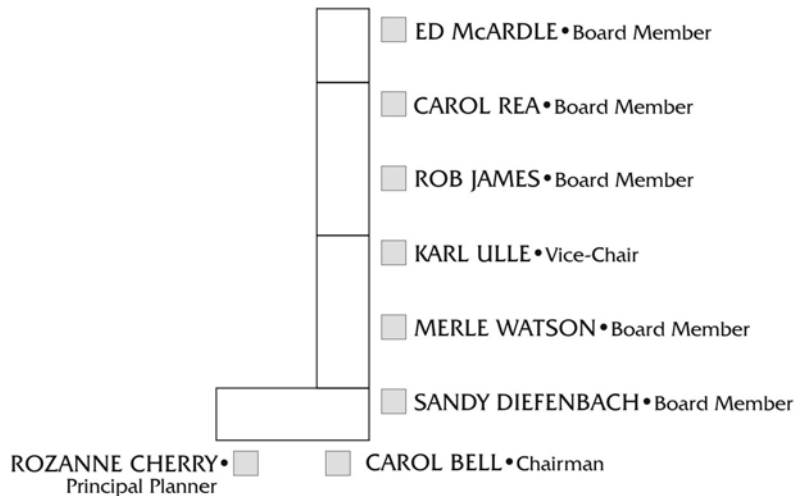 ED McARDLE•Board Member
CAROL REA•Board Member
ROB JAMES•Board Member
KARL ULLE•Vice-Chair
MERLE WATSON•Board Member
SANDY DIEFENBACH•Board Member
ROZANNE CHERRY•
Principal Planner
CAROL BELL•Chairman